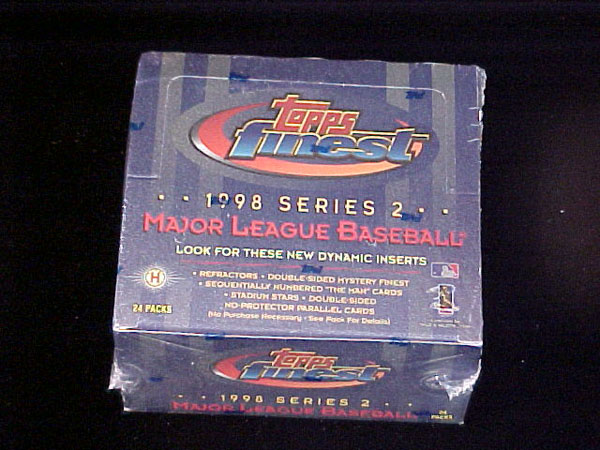 Topps
finest
1998 SERIES 2
MAJOR LEAGUE BASEBALL
LOOK FOR THESE NEW DYNAMIC INSERTS
• REFRACTORS • DOUBLE-SIDED MYSTERY FINEST
• SEQUENTIALLY NUMBERED "THE MAN" CARDS
• STADIUM STARS • DOUBLE-SIDED
NO-PROTECTOR PARALLEL CARDS
(No Purchase Necessary • See Pack For Details)
H
24 PACKS
Topps
finest
1998 SERIES 2
MAJOR LEAGUE BASEBALL
24
PACKS